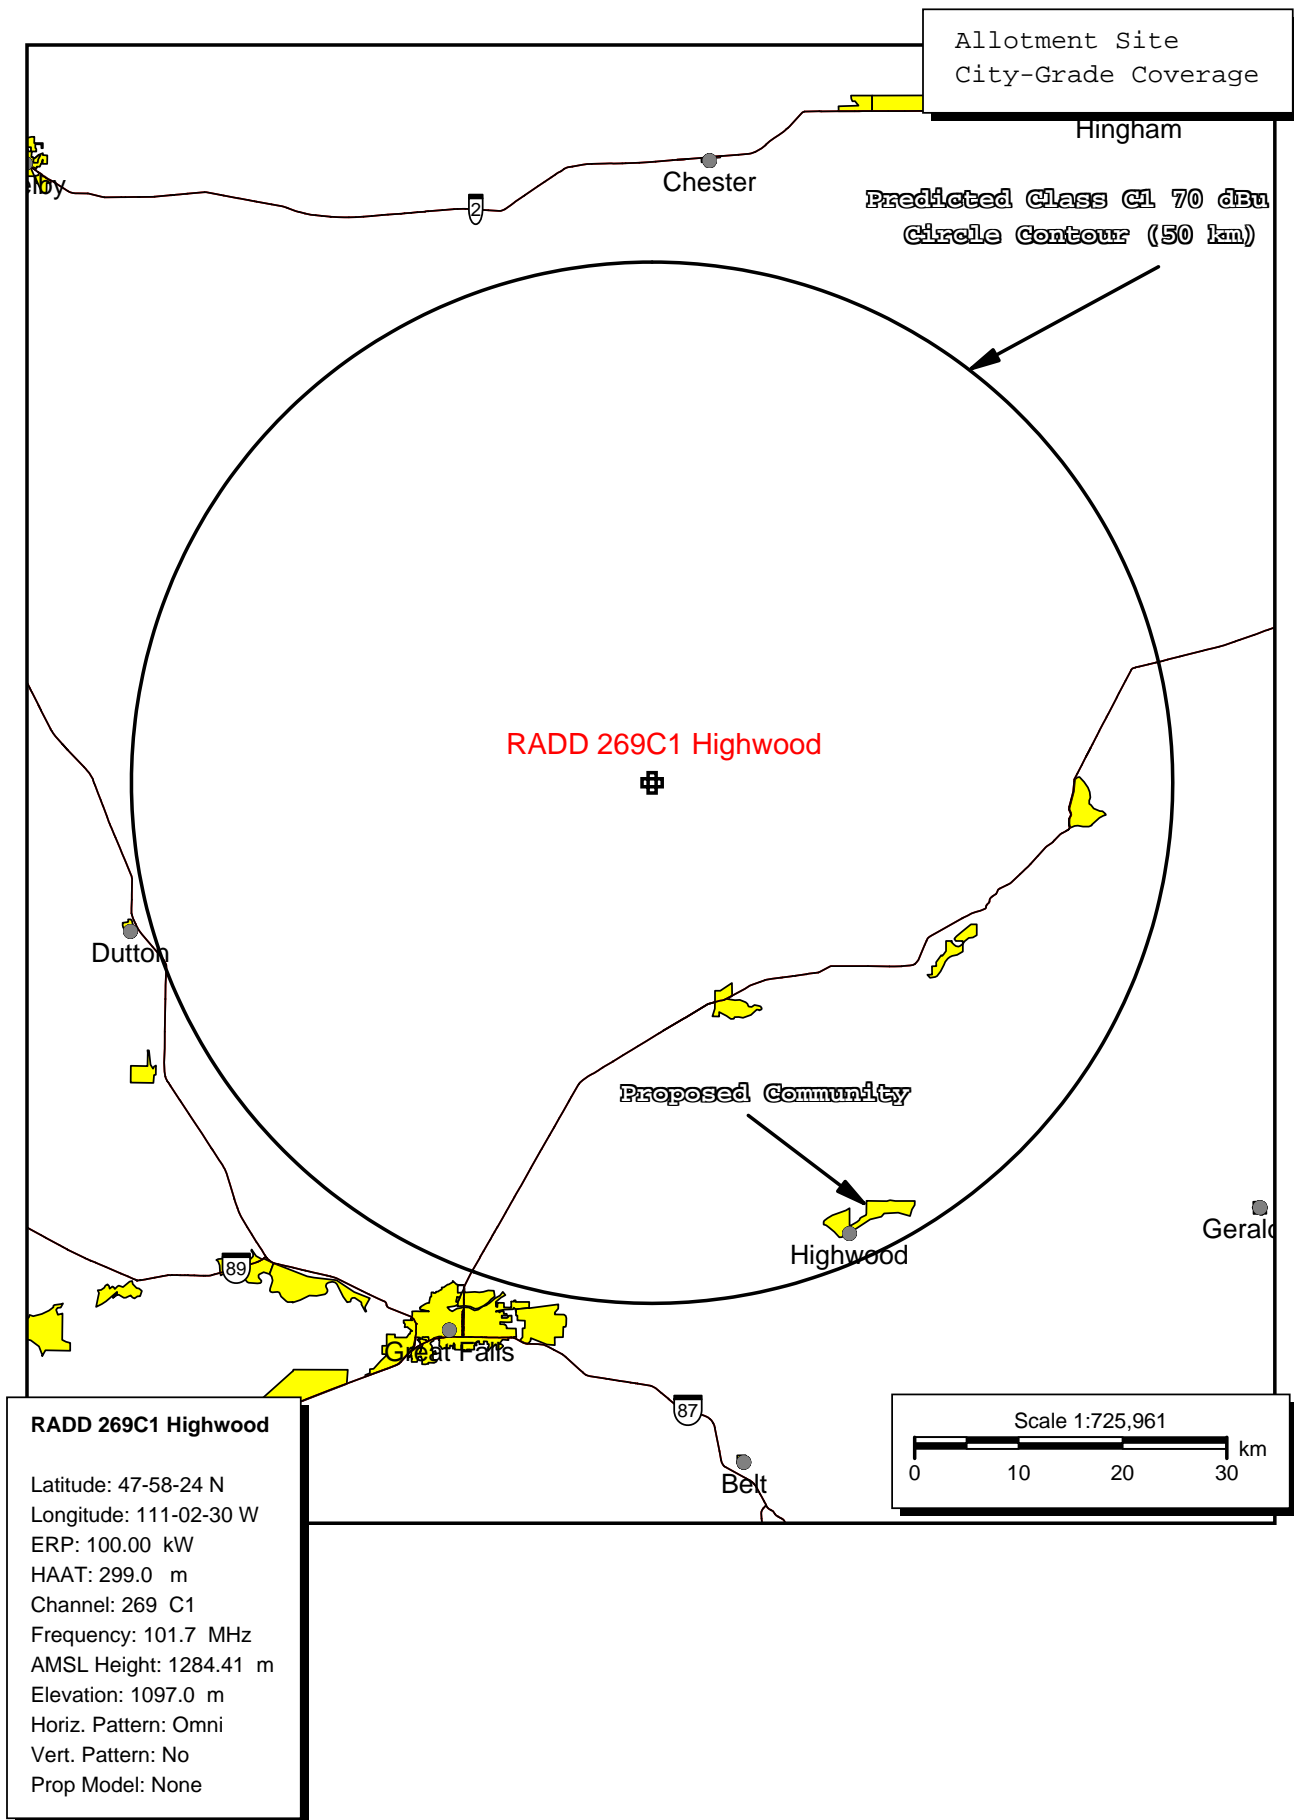 Allotment Site
City-Grade Coverage
Hingham
elby
Chester
2
Predicted Class C1 70 dBu
Circle Contour (50 km)
RADD 269C1 Highwood
Dutton
Proposed Community
Highwood
Gerald
89
Great Falls
87
Belt
RADD 269C1 Highwood
Latitude: 47-58-24 N
Longitude: 111-02-30 W
ERP: 100.00 kW
HAAT: 299.0 m
Channel: 269 C1
Frequency: 101.7 MHz
AMSL Height: 1284.41 m
Elevation: 1097.0 m
Horiz. Pattern: Omni
Vert. Pattern: No
Prop Model: None
Scale 1:725,961
km
0 10 20 30